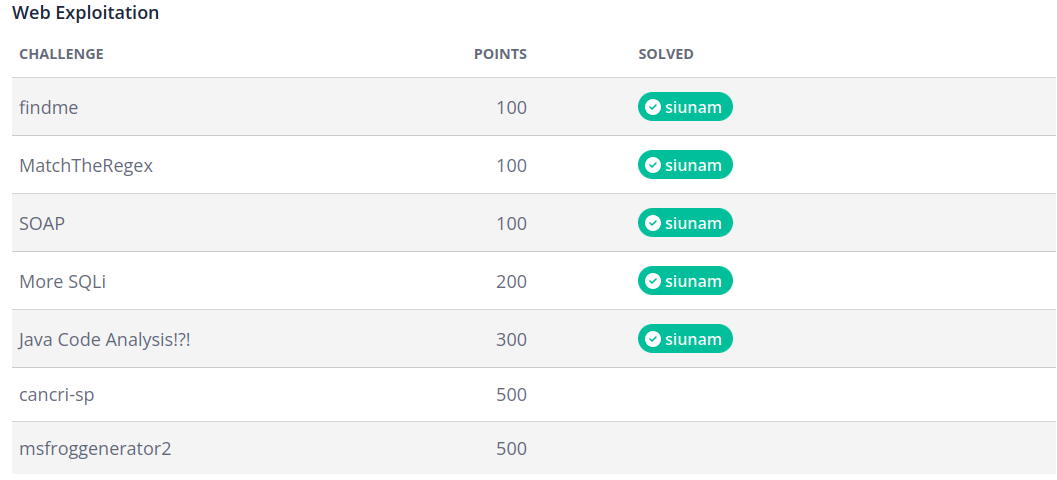 Web Exploitation
CHALLENGE POINTS SOLVED
findme 100 siunam
MatchTheRegex 100 siunam
SOAP 100 siunam
More SQLi 200 siunam
Java Code Analysis!?! 300 siunam
cancri-sp 500
msfroggenerator2 500